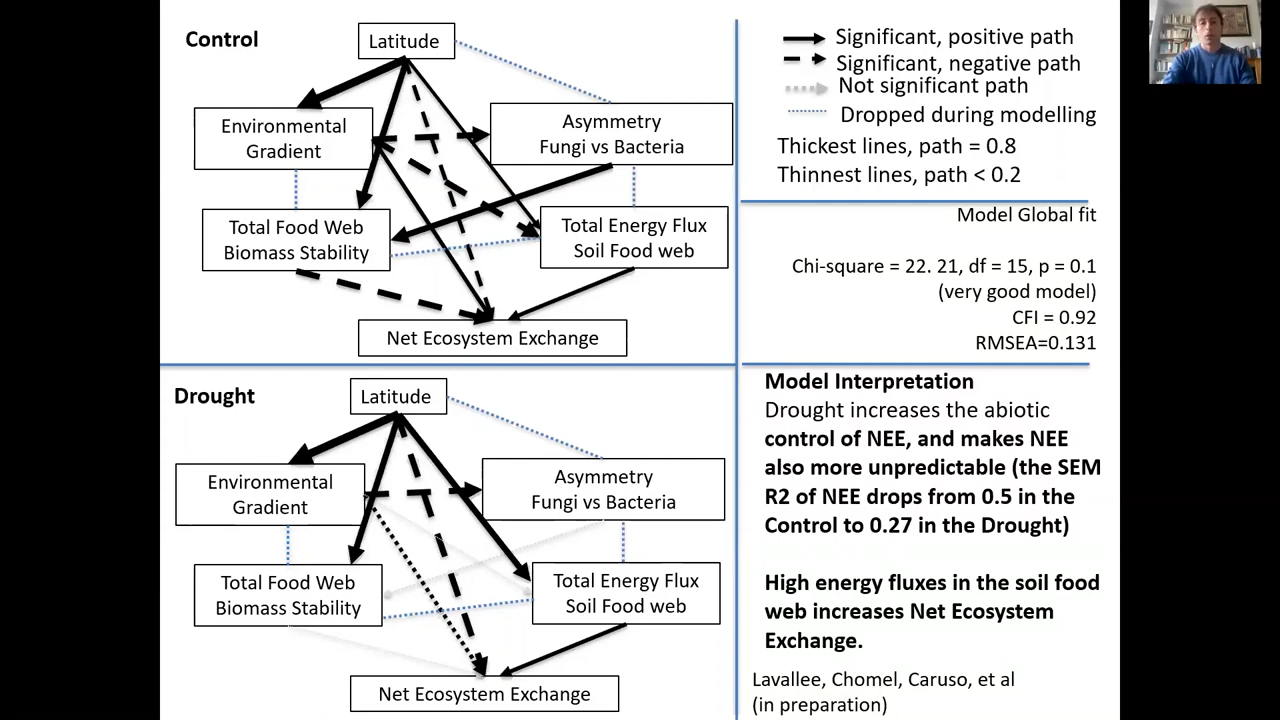 Control
Latitude
Environmental
Gradient
Asymmetry
Fungi vs Bacteria
Total Food Web
Biomass Stability
Total Energy Flux
Soil Food web
Net Ecosystem Exchange
Significant, positive path
Significant, negative path
Not significant path
Dropped during modelling
Thickest lines, path = 0.8
Thinnest lines, path < 0.2
Model Global fit
Chi-square = 22. 21, df = 15, p = 0.1
(very good model)
CFI = 0.92
RMSEA=0.131
Drought
Latitude
Environmental
Gradient
Asymmetry
Fungi vs Bacteria
Total Food Web
Biomass Stability
Total Energy Flux
Soil Food web
Net Ecosystem Exchange
Model Interpretation
Drought increases the abiotic
control of NEE, and makes NEE
also more unpredictable (the SEM
R2 of NEE drops from 0.5 in the
Control to 0.27 in the Drought)
High energy fluxes in the soil food
web increases Net Ecosystem
Exchange.
Lavallee, Chomel, Caruso, et al
(in preparation)